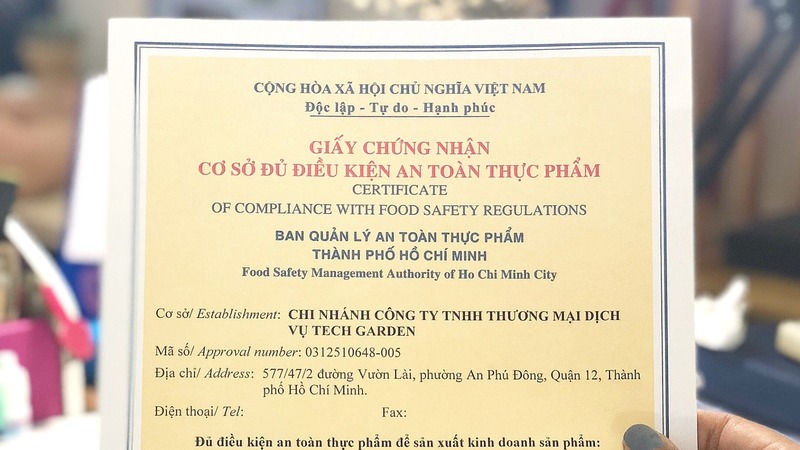 CỘNG HÒA XÃ HỘI CHỦ NGHĨA VIỆT NAM
Độc lập - Tự do - Hạnh phúc
GIẤY CHỨNG NHẬN
CƠ SỞ ĐỦ ĐIỀU KIỆN AN TOÀN THỰC PHẨM
CERTIFICATE
OF COMPLIANCE WITH FOOD SAFETY REGULATIONS
BAN QUẢN LÝ AN TOÀN THỰC PHẨM
THÀNH PHỐ HỒ CHÍ MINH
Food Safety Management Authority of Ho Chi Minh City
Cơ sở/ Establishment: CHI NHÁNH CÔNG TY TNHH THƯƠNG MẠI DỊCH
VỤ TECH GARDEN
Mã số/ Approval number: 0312510648-005
Địa chỉ/ Address: 577/47/2 đường Vườn Lài, phường An Phú Đông, Quận 12, Thành
phố Hồ Chí Minh.
Điện thoại/ Tel: Fax:
Đủ điều kiện an toàn thực phẩm để sản xuất kinh doanh sản phẩm: